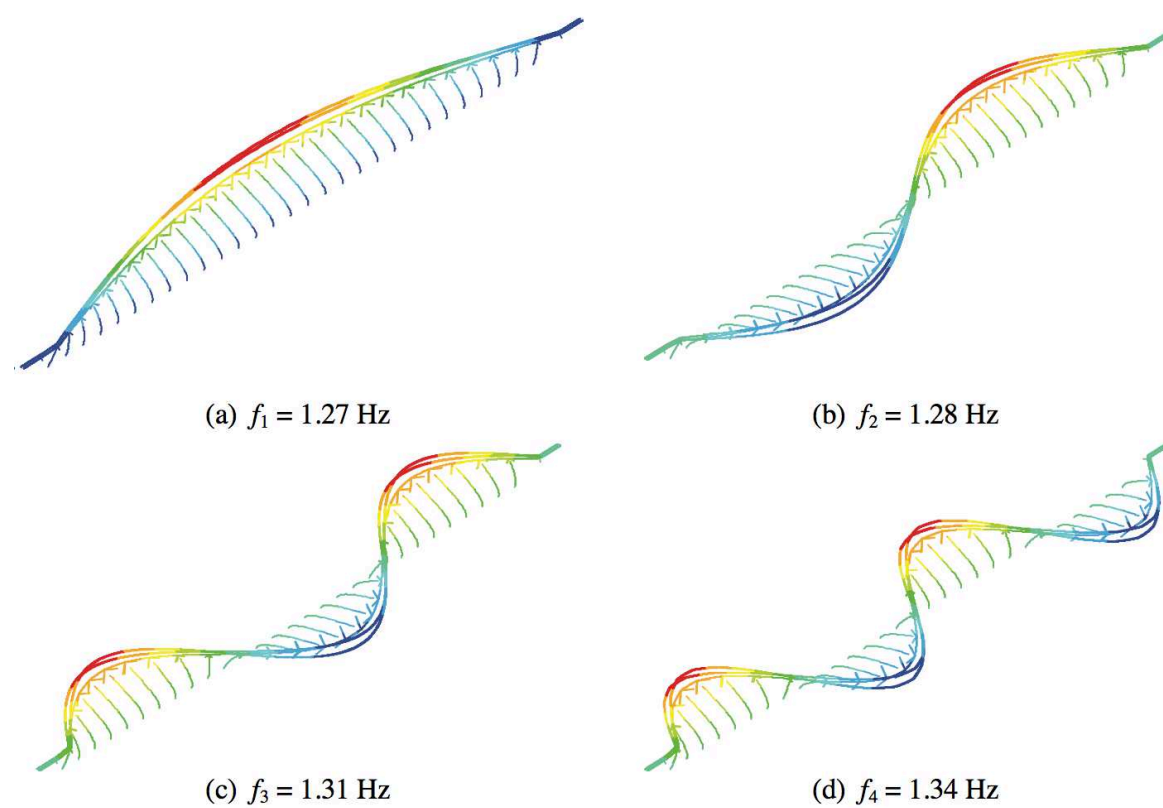 (a) f₁ = 1.27 Hz
(b) f₂ = 1.28 Hz
(c) f₃ = 1.31 Hz
(d) f₄ = 1.34 Hz